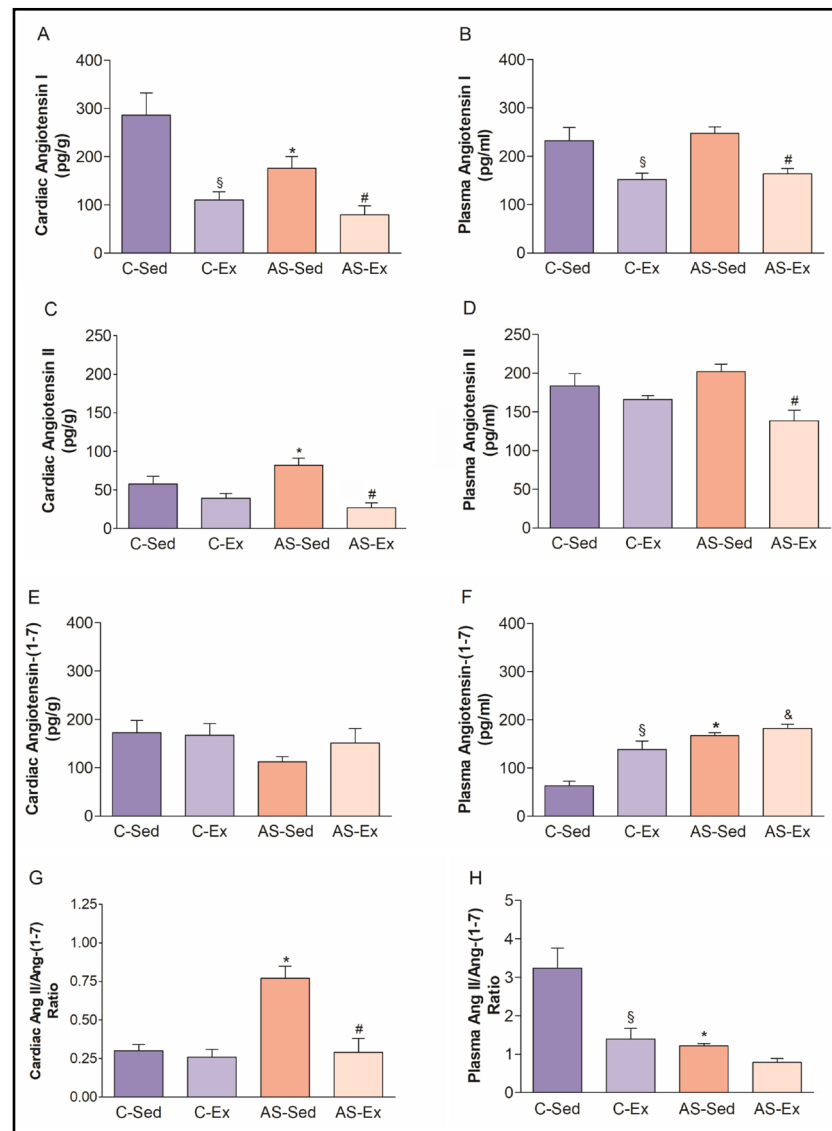 A
Cardiac Angiotensin I
(pg/g)
400
300
200
100
0
§
*
#
C-Sed C-Ex AS-Sed AS-Ex
B
Plasma Angiotensin I
(pg/ml)
400
300
200
100
0
§
#
C-Sed C-Ex AS-Sed AS-Ex
C
Cardiac Angiotensin II
(pg/g)
250
200
150
100
50
0
*
#
C-Sed C-Ex AS-Sed AS-Ex
D
Plasma Angiotensin II
(pg/ml)
250
200
150
100
50
0
#
C-Sed C-Ex AS-Sed AS-Ex
E
Cardiac Angiotensin-(1-7)
(pg/g)
400
300
200
100
0
C-Sed C-Ex AS-Sed AS-Ex
F
Plasma Angiotensin-(1-7)
(pg/ml)
400
300
200
100
0
§
*
&
C-Sed C-Ex AS-Sed AS-Ex
G
Cardiac Ang II/Ang-(1-7)
Ratio
1.25
1.00
0.75
0.50
0.25
0.00
*
#
C-Sed C-Ex AS-Sed AS-Ex
H
Plasma Ang II/Ang-(1-7)
Ratio
5
4
3
2
1
0
§
*
C-Sed C-Ex AS-Sed AS-Ex